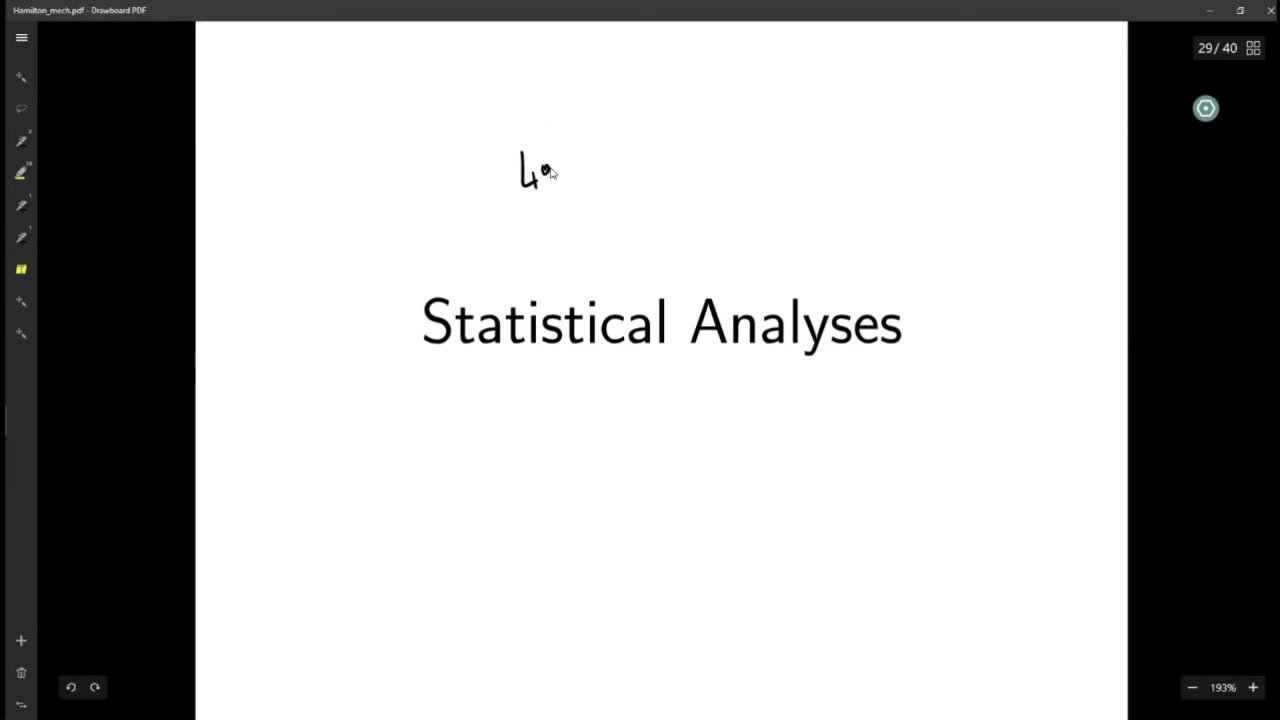 Hamilton_mech.pdf - Drawboard PDF
29 / 40
Statistical Analyses
193%